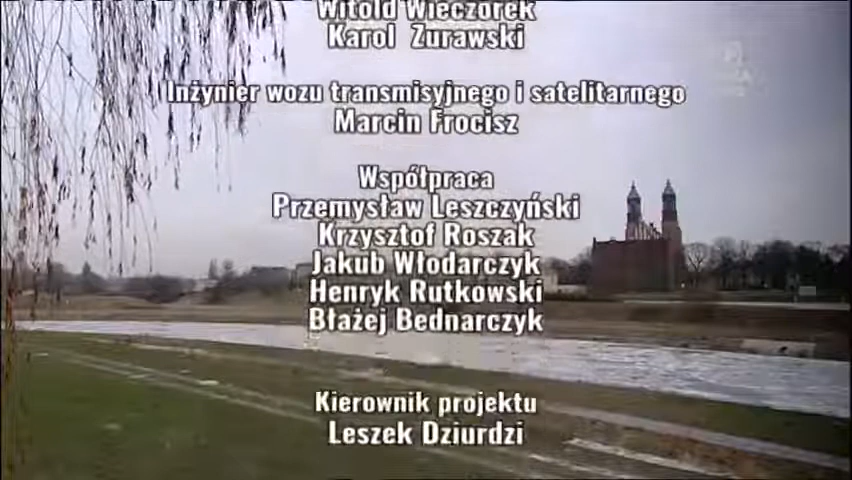 Witold Wieczorek
Karol Żurawski
Inżynier wozu transmisyjnego i satelitarnego
Marcin Frocisz
Współpraca
Przemysław Leszczyński
Krzysztof Roszak
Jakub Włodarczyk
Henryk Rutkowski
Błażej Bednarczyk
Kierownik projektu
Leszek Dziurdzi